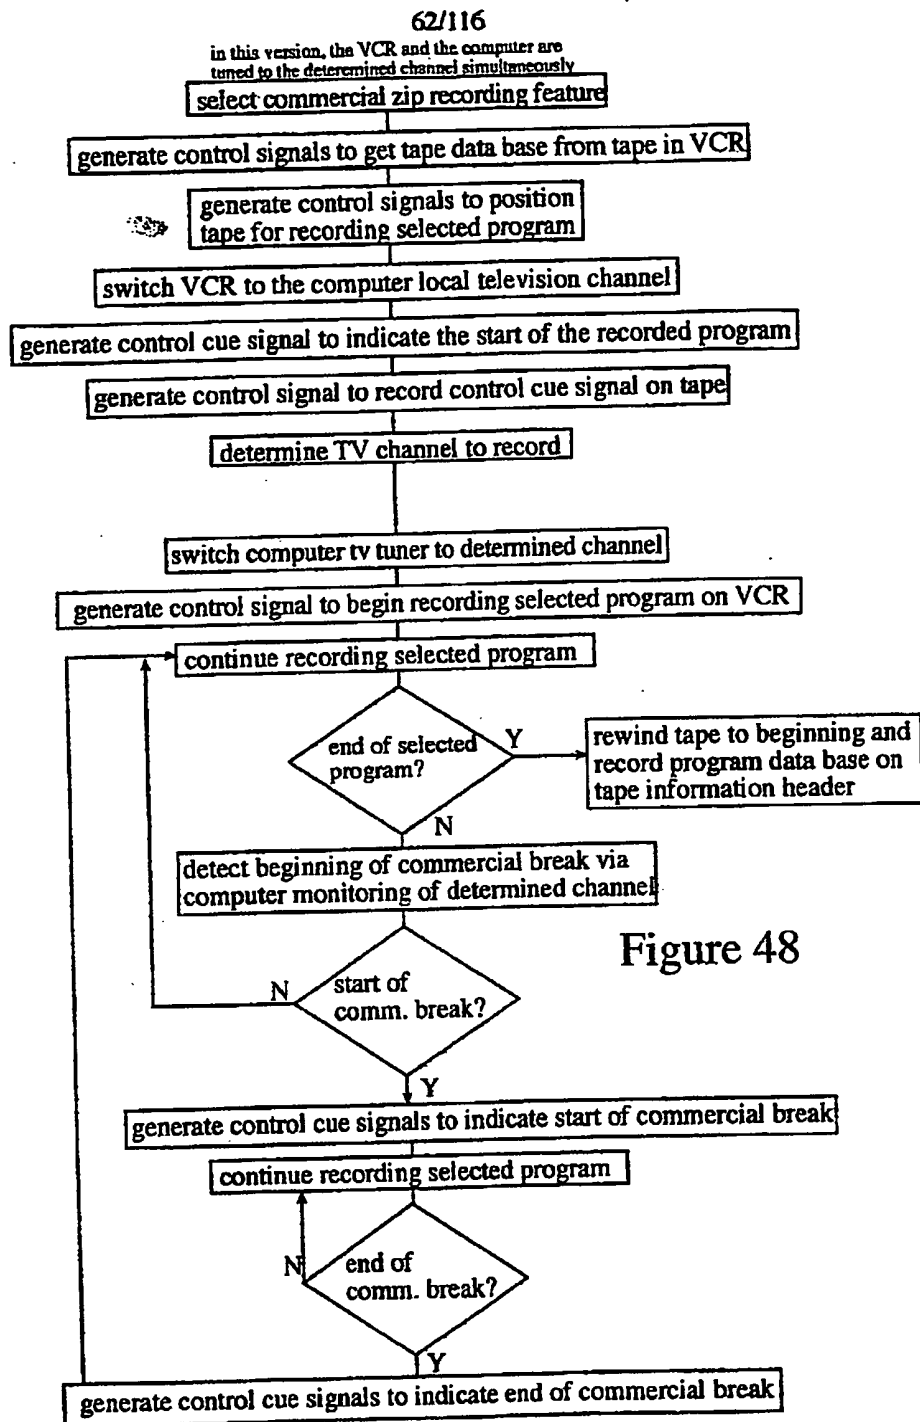 62/116
in this version, the VCR and the computer are
tuned to the deteremined channel simultaneously
select commercial zip recording feature
generate control signals to get tape data base from tape in VCR
generate control signals to position
tape for recording selected program
switch VCR to the computer local television channel
generate control cue signal to indicate the start of the recorded program
generate control signal to record control cue signal on tape
determine TV channel to record
switch computer tv tuner to determined channel
generate control signal to begin recording selected program on VCR
continue recording selected program
end of selected
program?
Y
rewind tape to beginning and
record program data base on
tape information header
N
detect beginning of commercial break via
computer monitoring of determined channel
Figure 48
N
start of
comm. break?
Y
generate control cue signals to indicate start of commercial break
continue recording selected program
N
end of
comm. break?
Y
generate control cue signals to indicate end of commercial break